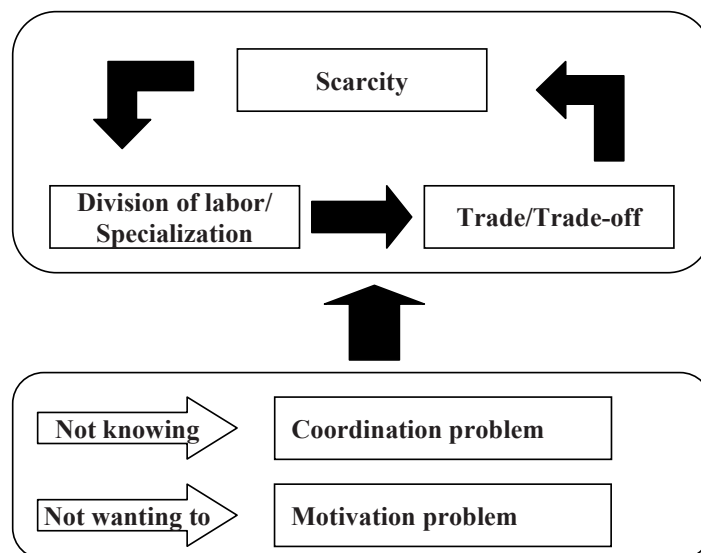 Scarcity
Division of labor/
Specialization
Trade/Trade-off
Not knowing
Coordination problem
Not wanting to
Motivation problem